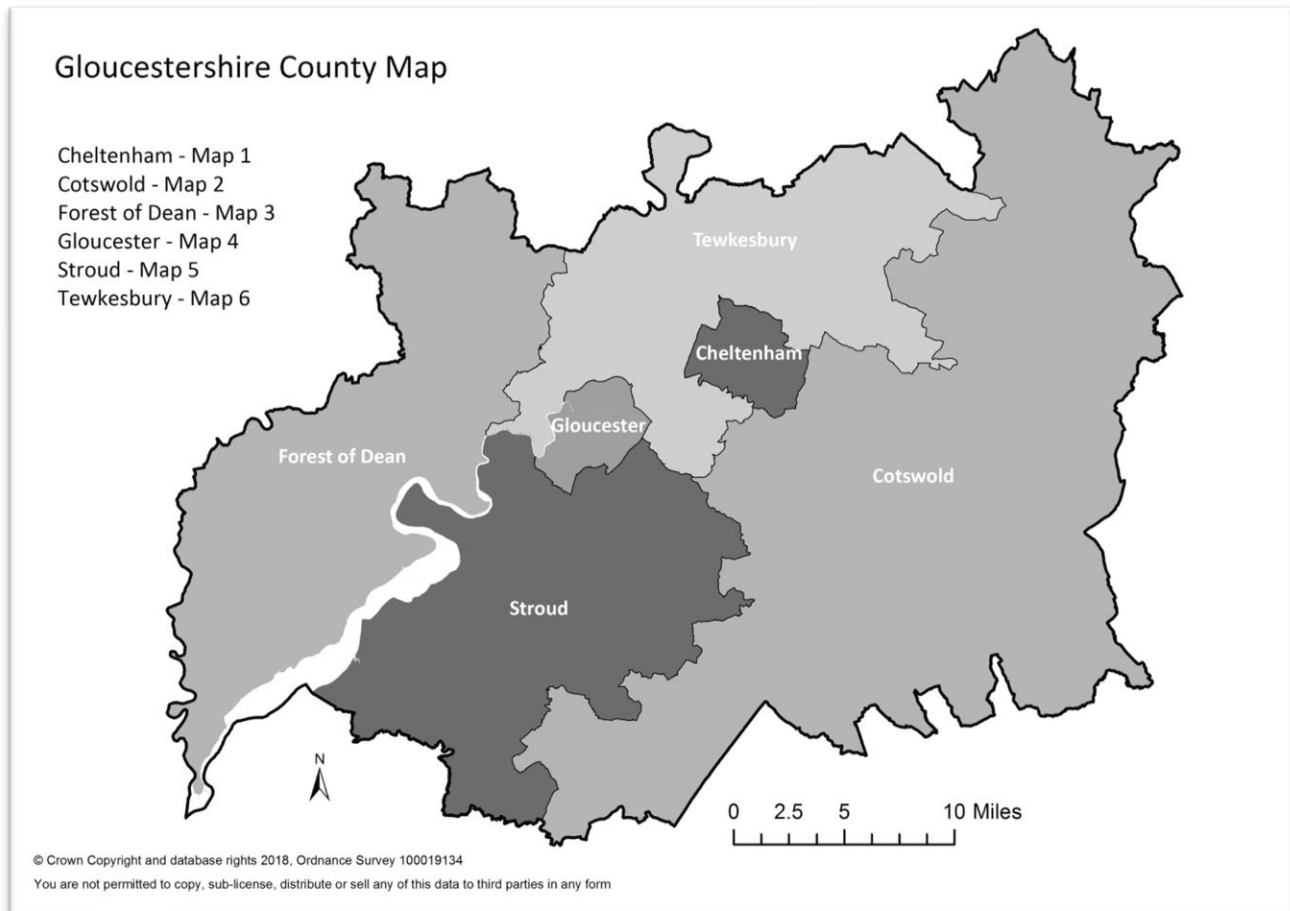 Gloucestershire County Map
Cheltenham - Map 1
Cotswold - Map 2
Forest of Dean - Map 3
Gloucester - Map 4
Stroud - Map 5
Tewkesbury - Map 6
Tewkesbury
Cheltenham
Gloucester
Forest of Dean
Cotswold
Stroud
N
0 2.5 5 10 Miles
© Crown Copyright and database rights 2018, Ordnance Survey 100019134
You are not permitted to copy, sub-license, distribute or sell any of this data to third parties in any form